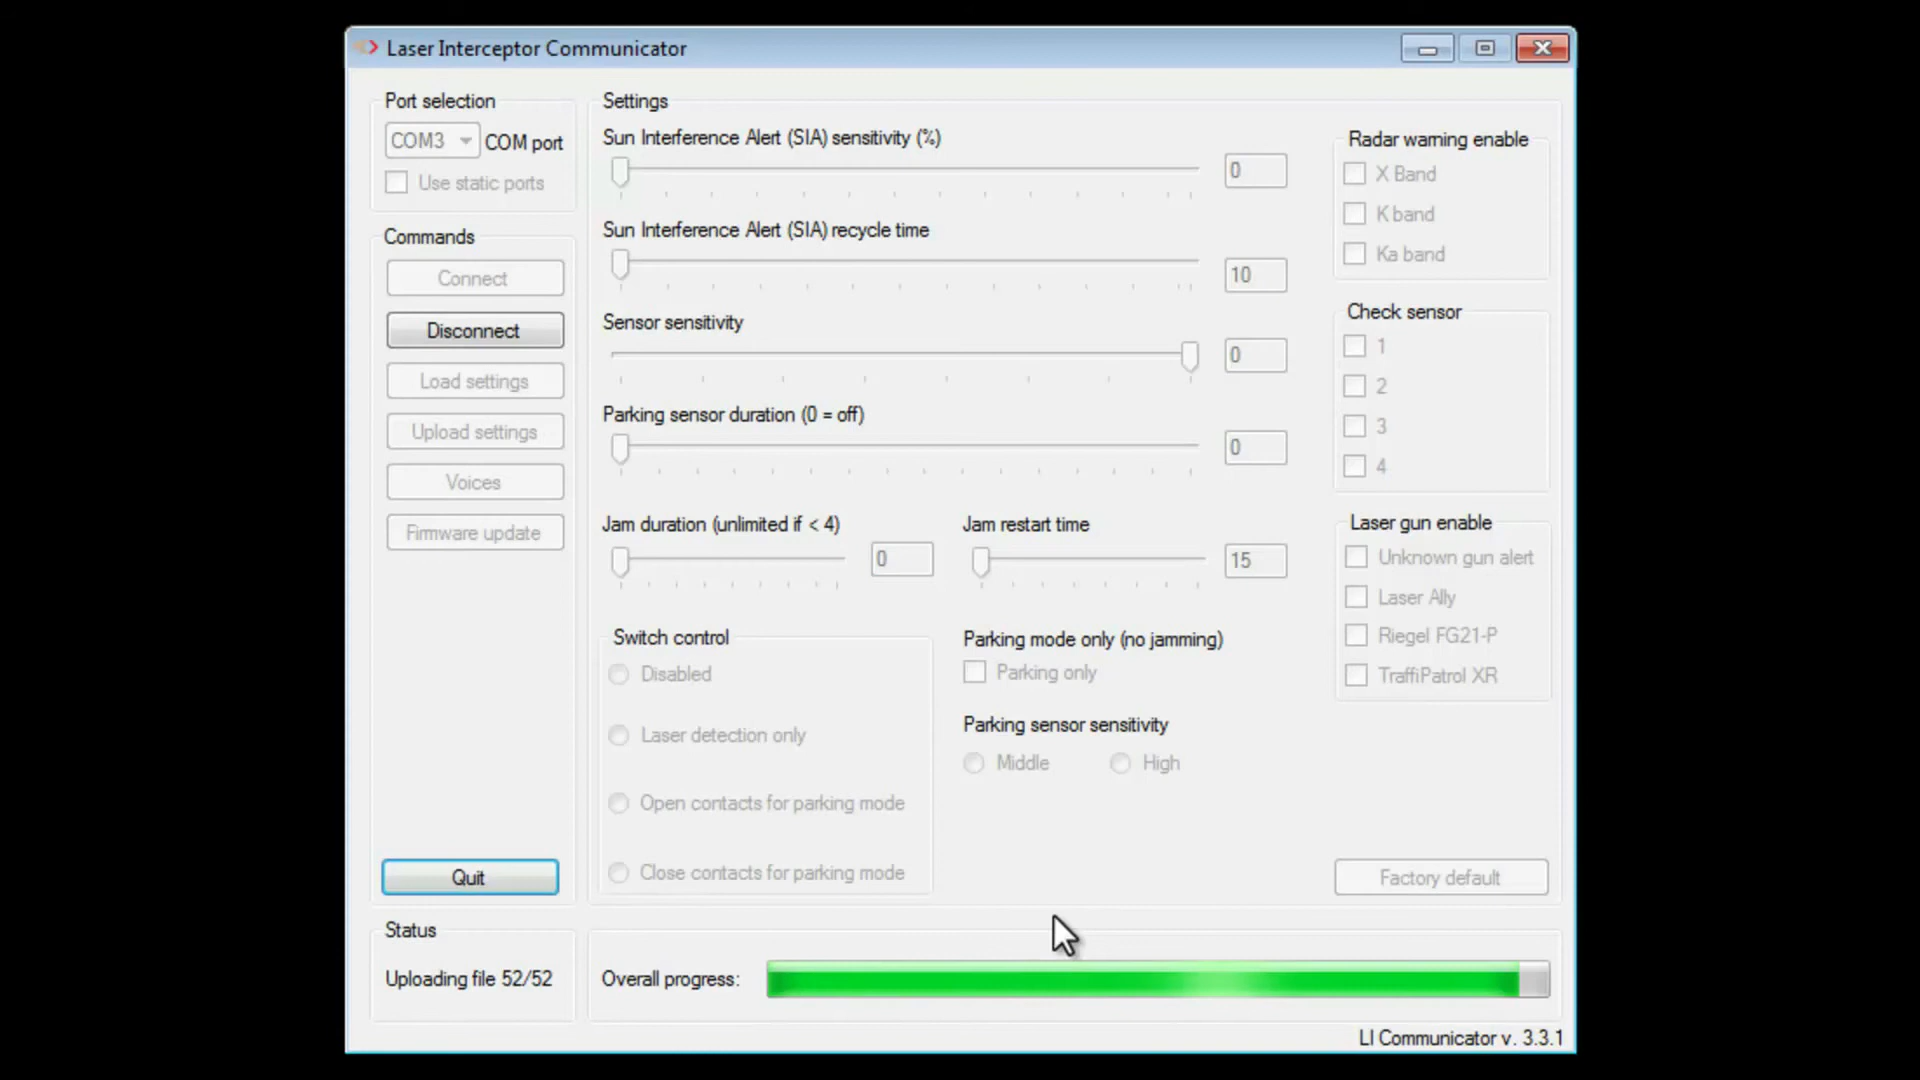 Laser Interceptor Communicator
Port selection
COM3 COM port
Use static ports
Commands
Connect
Disconnect
Load settings
Upload settings
Voices
Firmware update
Quit
Settings
Sun Interference Alert (SIA) sensitivity (%)
0
Sun Interference Alert (SIA) recycle time
10
Sensor sensitivity
0
Parking sensor duration (0 = off)
0
Jam duration (unlimited if < 4)
0
Jam restart time
15
Switch control
Disabled
Laser detection only
Open contacts for parking mode
Close contacts for parking mode
Parking mode only (no jamming)
Parking only
Parking sensor sensitivity
Middle High
Radar warning enable
X Band
K band
Ka band
Check sensor
1
2
3
4
Laser gun enable
Unknown gun alert
Laser Ally
Riegel FG21-P
TraffiPatrol XR
Factory default
Status
Uploading file 52/52
Overall progress:
LI Communicator v. 3.3.1